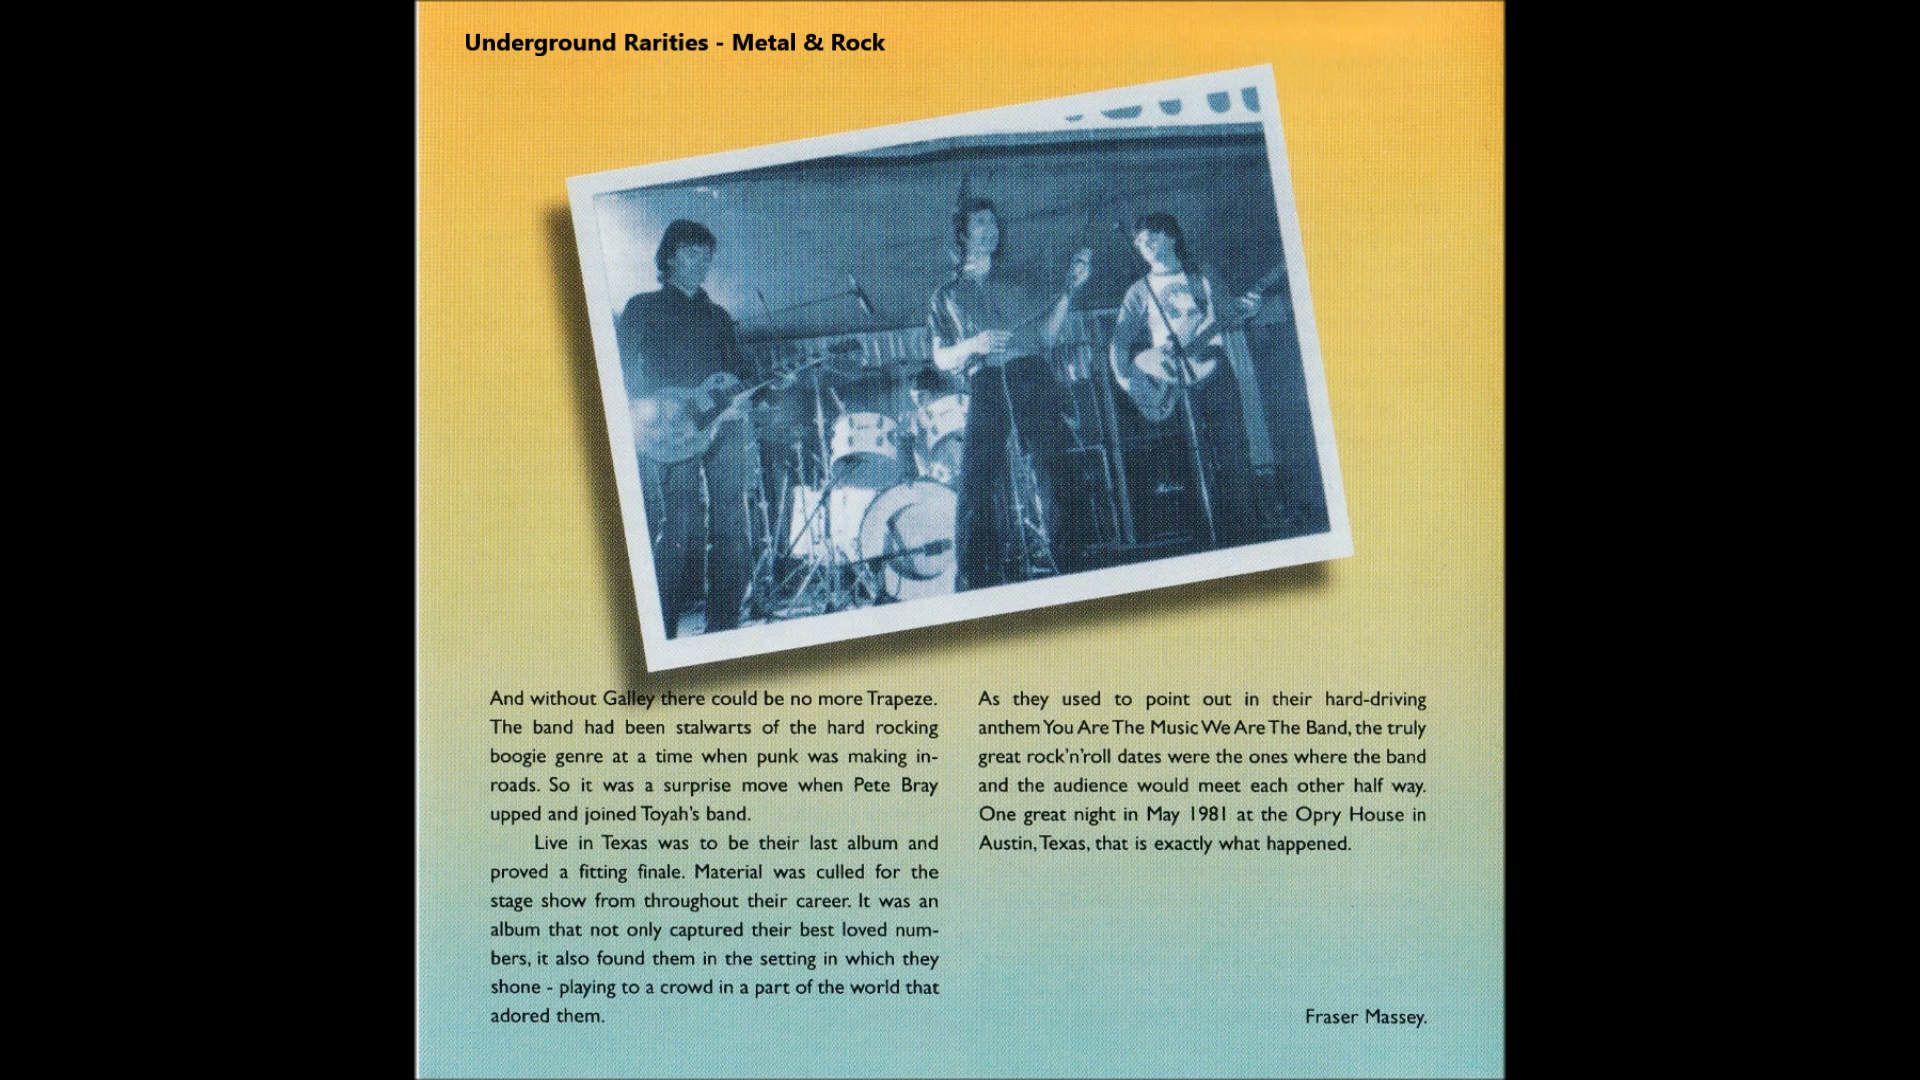 Underground Rarities - Metal & Rock
And without Galley there could be no more Trapeze.
The band had been stalwarts of the hard rocking
boogie genre at a time when punk was making in-
roads. So it was a surprise move when Pete Bray
upped and joined Toyah's band.
Live in Texas was to be their last album and
proved a fitting finale. Material was culled for the
stage show from throughout their career. It was an
album that not only captured their best loved num-
bers, it also found them in the setting in which they
shone - playing to a crowd in a part of the world that
adored them.
As they used to point out in their hard-driving
anthem You Are The Music We Are The Band, the truly
great rock'n'roll dates were the ones where the band
and the audience would meet each other half way.
One great night in May 1981 at the Opry House in
Austin, Texas, that is exactly what happened.
Fraser Massey.